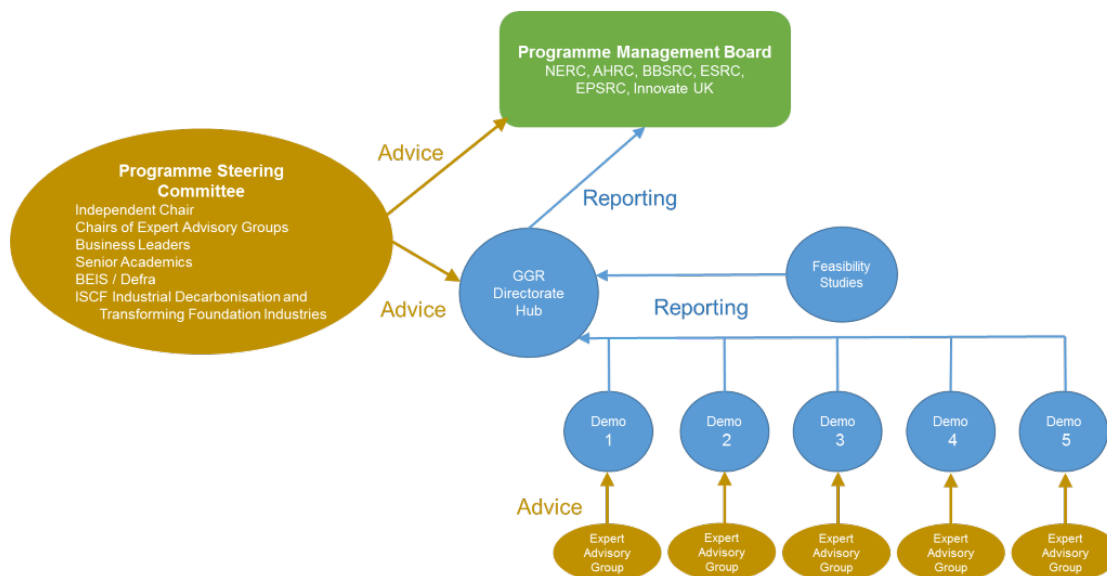 Programme Management Board
NERC, AHRC, BBSRC, ESRC,
EPSRC, Innovate UK
Advice
Programme Steering
Committee
Independent Chair
Chairs of Expert Advisory Groups
Business Leaders
Senior Academics
BEIS / Defra
ISCF Industrial Decarbonisation and
Transforming Foundation Industries
Reporting
GGR
Directorate
Hub
Feasibility
Studies
Advice
Reporting
Demo
1
Demo
2
Demo
3
Demo
4
Demo
5
Advice
Expert
Advisory
Group
Expert
Advisory
Group
Expert
Advisory
Group
Expert
Advisory
Group
Expert
Advisory
Group